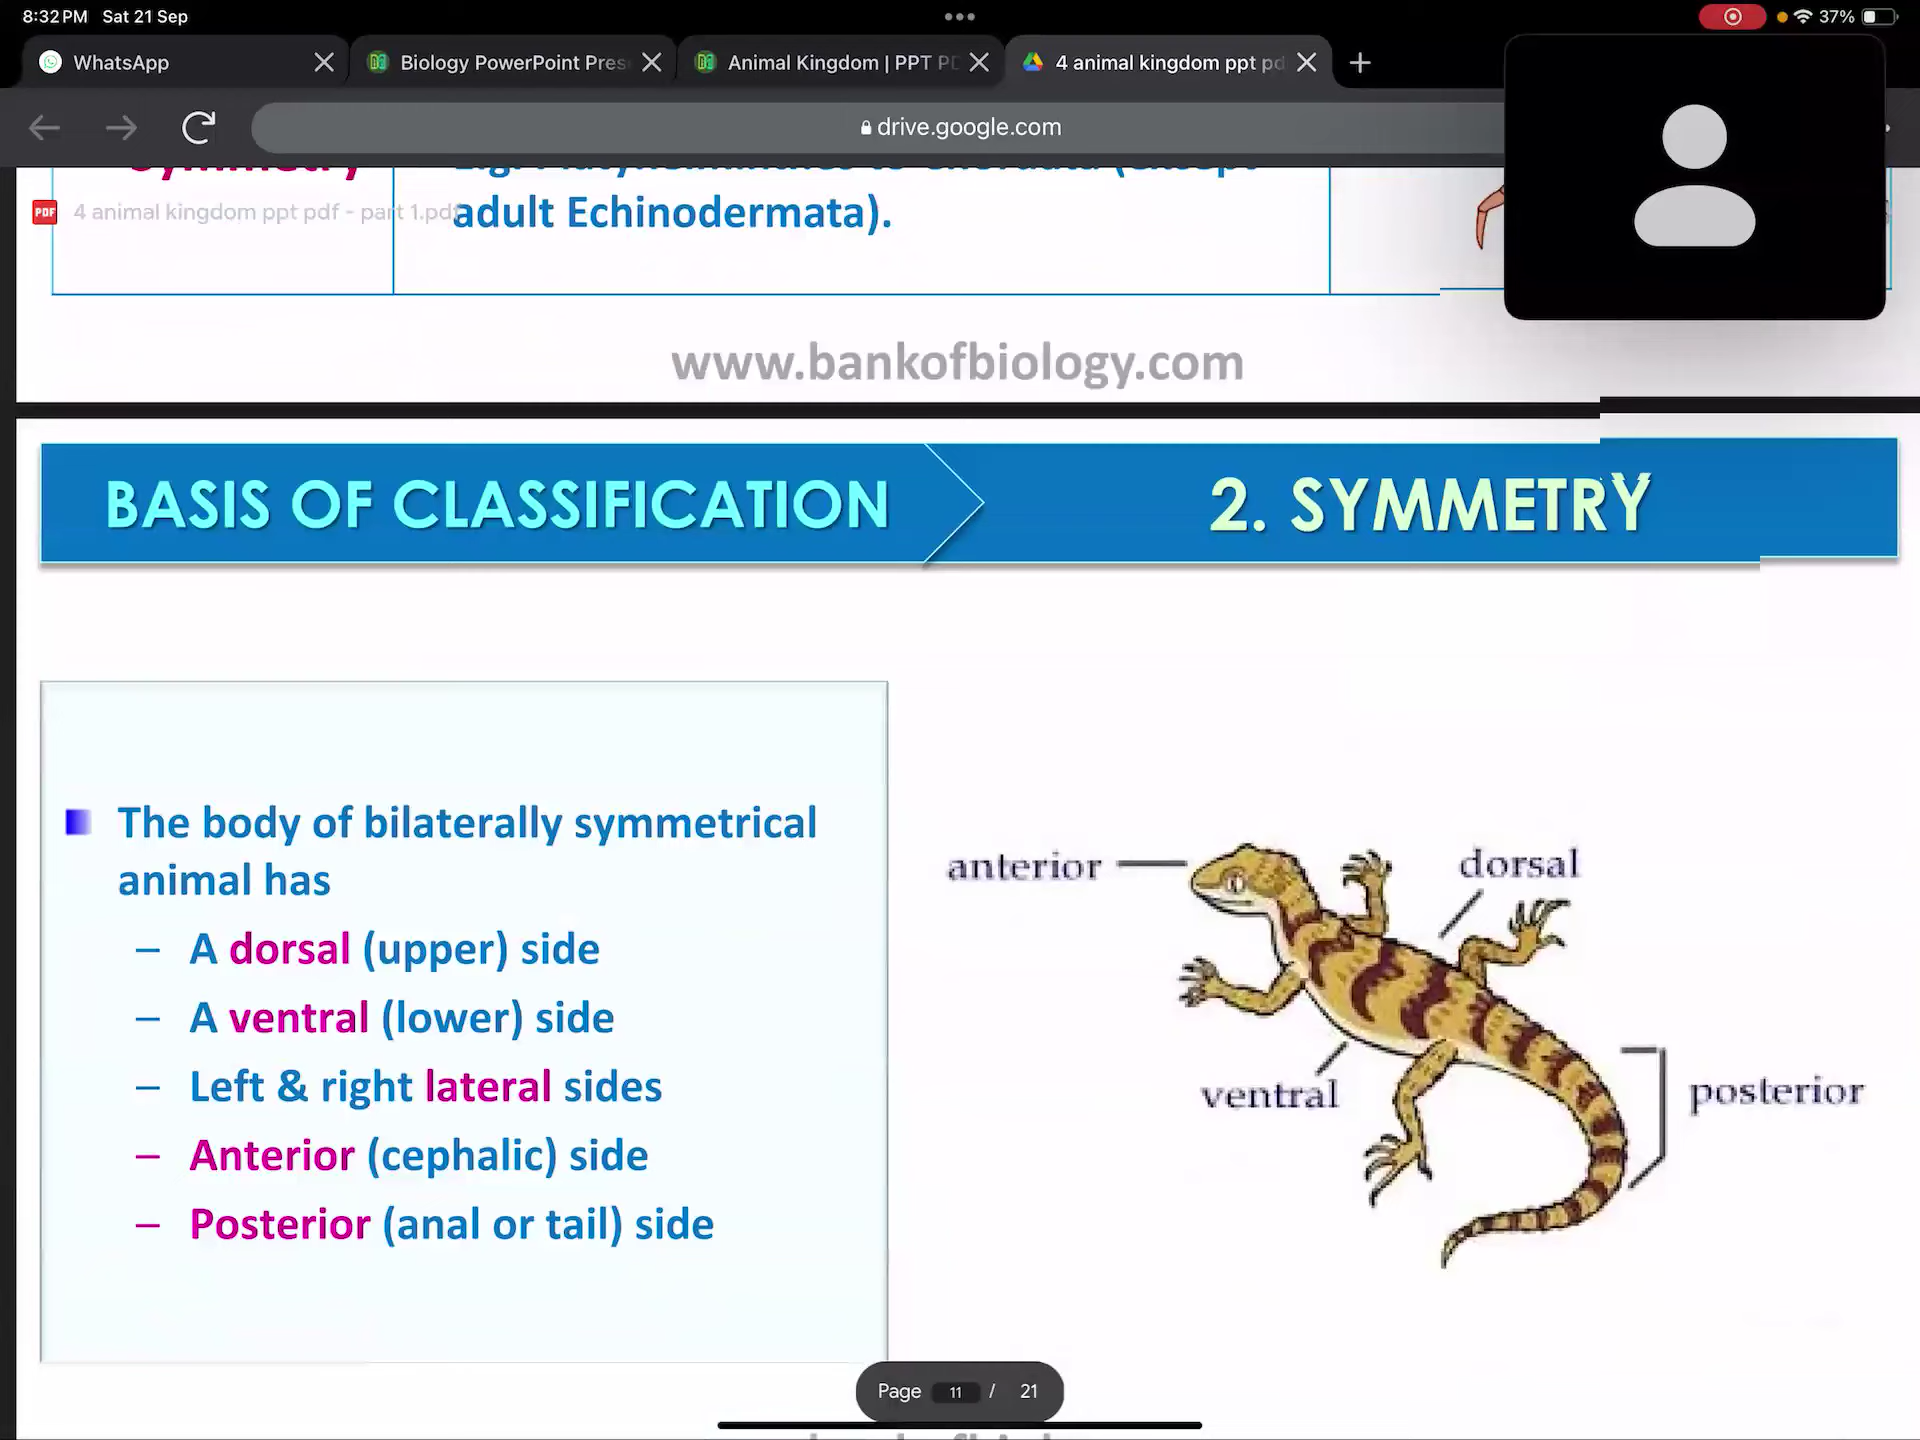 8:32 PM Sat 21 Sep
37%
WhatsApp
Biology PowerPoint Pres
Animal Kingdom | PPT PD
4 animal kingdom ppt pd
drive.google.com
Symmetry
4 animal kingdom ppt pdf - part 1.pdf
PDF
adult Echinodermata).
www.bankofbiology.com
BASIS OF CLASSIFICATION
2. SYMMETRY
The body of bilaterally symmetrical
animal has
– A dorsal (upper) side
– A ventral (lower) side
– Left & right lateral sides
– Anterior (cephalic) side
– Posterior (anal or tail) side
anterior
dorsal
ventral
posterior
Page 11 / 21